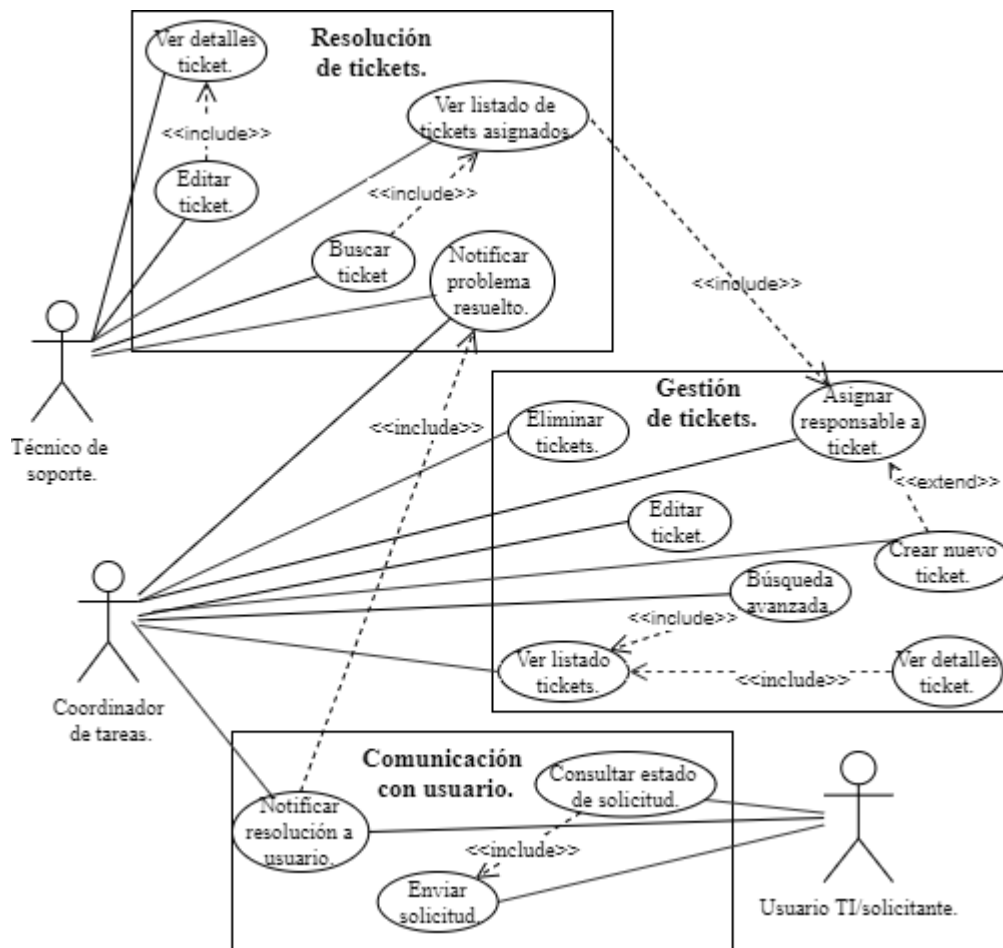 Resolución
de tickets.
Ver detalles
ticket.
<<include>>
Editar
ticket.
Ver listado de
tickets asignados.
<<include>>
Buscar
ticket
Notificar
problema
resuelto.
<<include>>
Técnico de
soporte.
<<include>>
Gestión
de tickets.
Asignar
responsable a
ticket.
Eliminar
tickets.
<<extend>>
Editar
ticket.
Crear nuevo
ticket.
Búsqueda
avanzada.
<<include>>
Ver listado
tickets.
<<include>>
Ver detalles
ticket.
Coordinador
de tareas.
Comunicación
con usuario.
Consultar estado
de solicitud.
Notificar
resolución a
usuario.
<<include>>
Enviar
solicitud.
Usuario TI/solicitante.